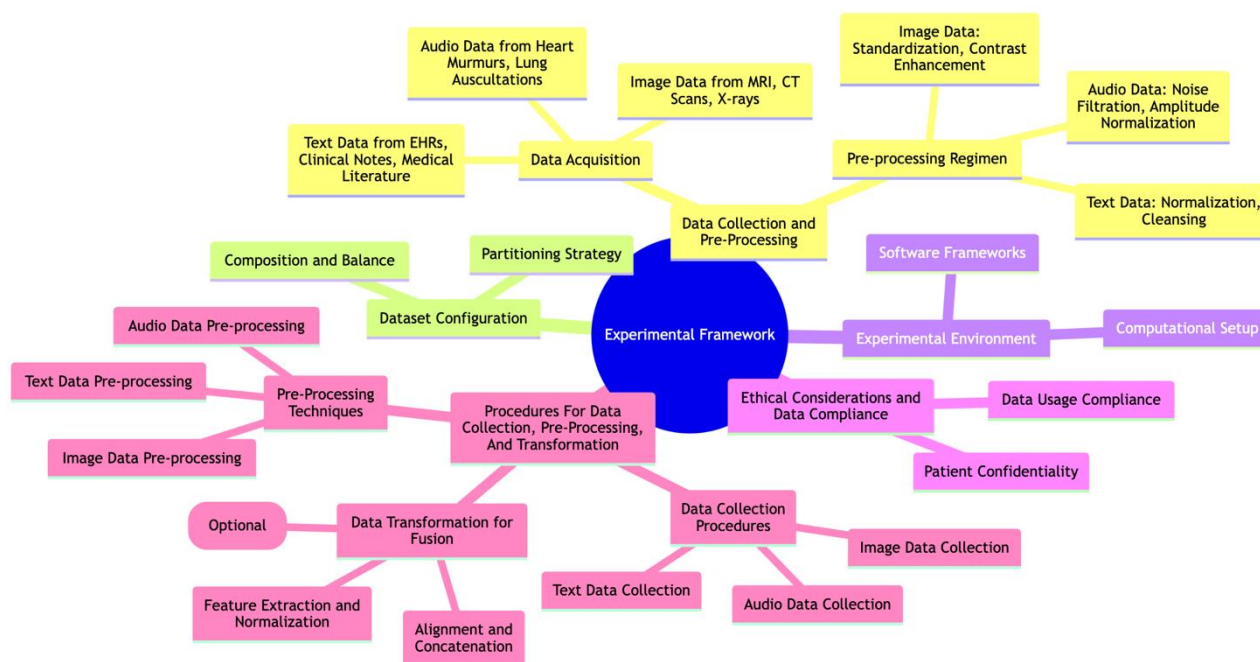 Audio Data from Heart
Murmurs, Lung
Auscultations
Image Data from MRI, CT
Scans, X-rays
Text Data from EHRs,
Clinical Notes, Medical
Literature
Data Acquisition
Image Data:
Standardization, Contrast
Enhancement
Audio Data: Noise
Filtration, Amplitude
Normalization
Pre-processing Regimen
Text Data: Normalization,
Cleansing
Data Collection and
Pre-Processing
Composition and Balance
Partitioning Strategy
Dataset Configuration
Software Frameworks
Experimental Framework
Experimental Environment
Computational Setup
Audio Data Pre-processing
Text Data Pre-processing
Pre-Processing
Techniques
Image Data Pre-processing
Procedures For Data
Collection, Pre-Processing,
And Transformation
Ethical Considerations and
Data Compliance
Data Usage Compliance
Patient Confidentiality
Optional
Data Transformation for
Fusion
Feature Extraction and
Normalization
Alignment and
Concatenation
Data Collection
Procedures
Image Data Collection
Text Data Collection
Audio Data Collection